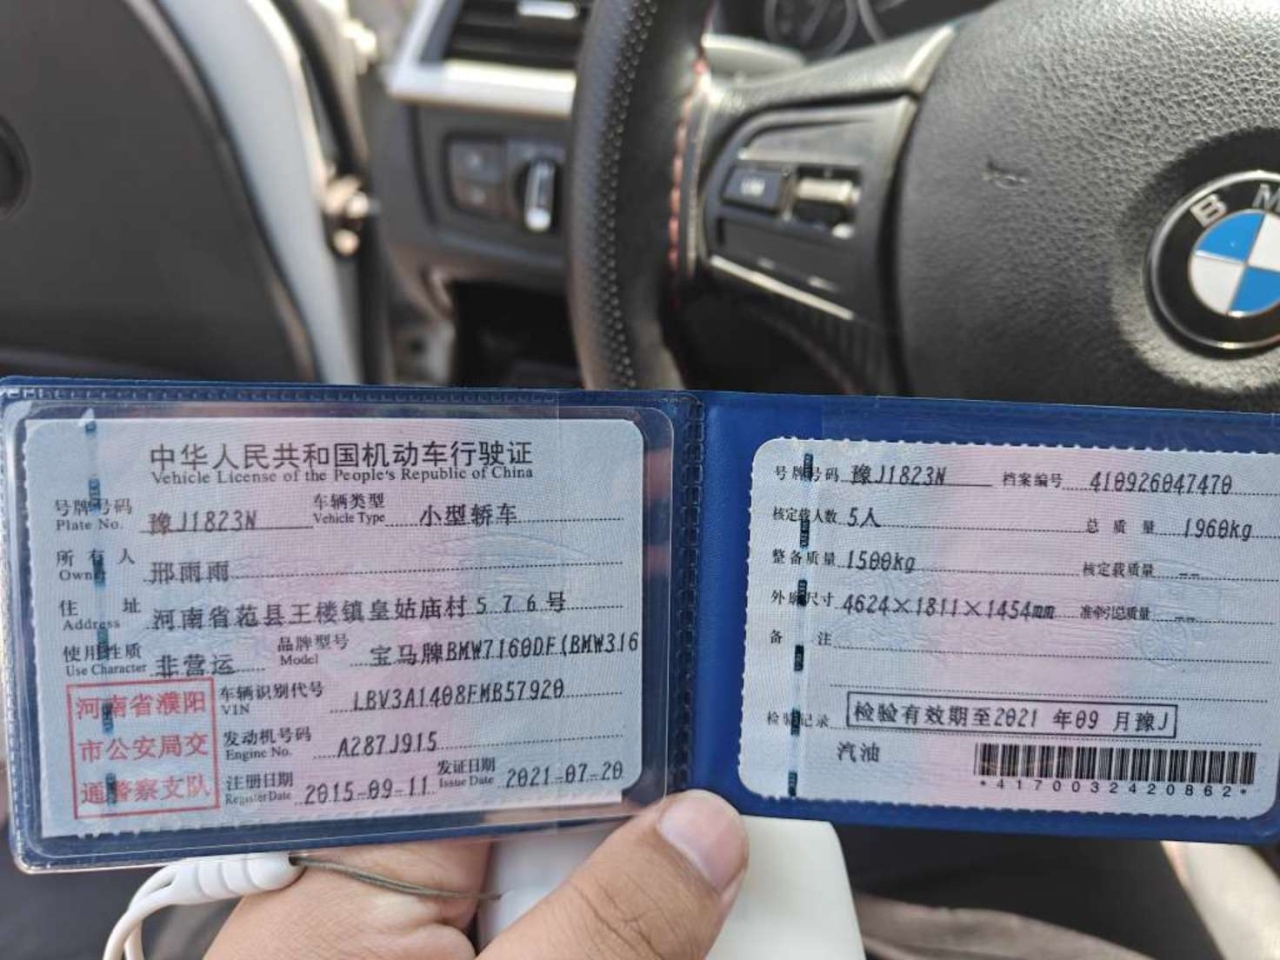 BM
中华人民共和国机动车行驶证
Vehicle License of the People's Republic of China
号牌号码 豫J1823N 车辆类型 小型轿车
Plate No. Vehicle Type
所有人 邢雨雨
Owner
住址 河南省范县王楼镇皇姑庙村576号
Address
使用性质 非营运 品牌型号 宝马牌BMW7160DF(BMW316
Use Character Model
河南省濮阳
市公安局交
通警察支队
车辆识别代号 LBV3A1408FMB57920
VIN
发动机号码 A287J915
Engine No.
注册日期 2015-09-11 发证日期 2021-07-20
Register Date Issue Date
号牌号码 豫J1823N 档案编号 410926047470
核定载人数 5人 总质量 1960kg
整备质量 1500kg 核定载质量 --
外廓尺寸 4624×1811×1454mm 准牵引总质量 --
备注
检验记录 检验有效期至2021年09月豫J
汽油
*4170032420862*